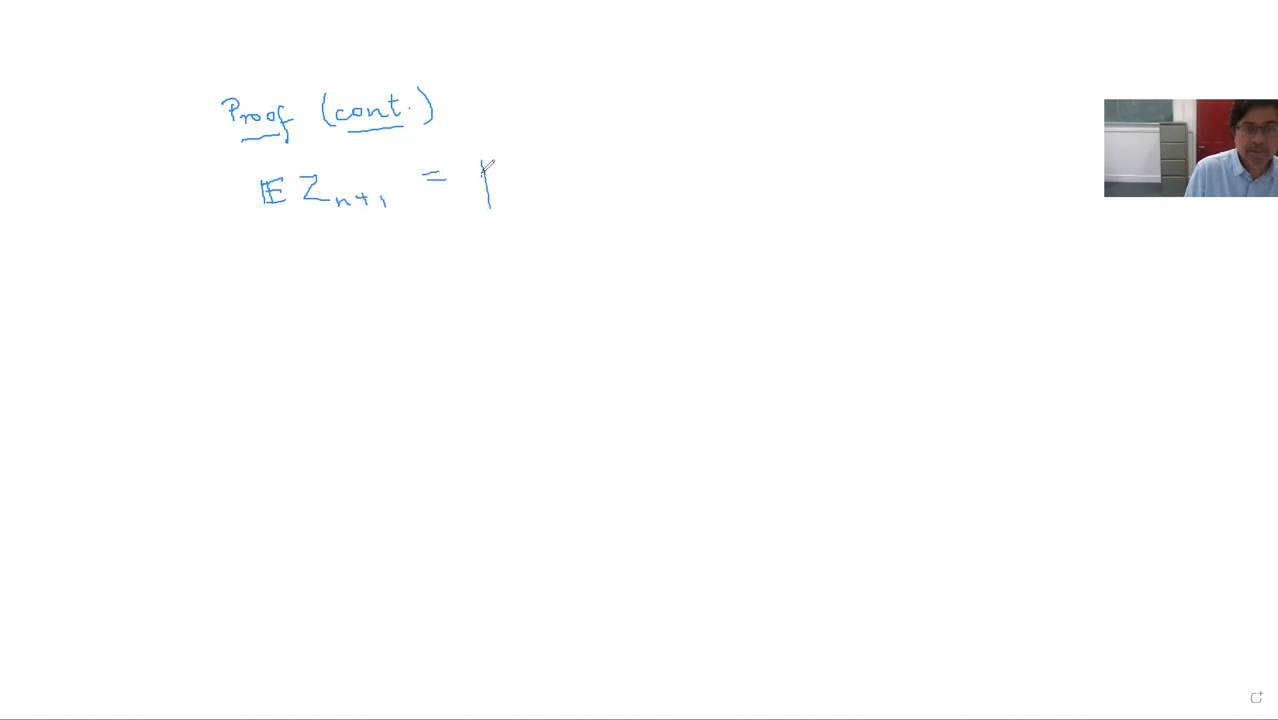 Proof (cont.)
𝔼 Z_{n+1} =